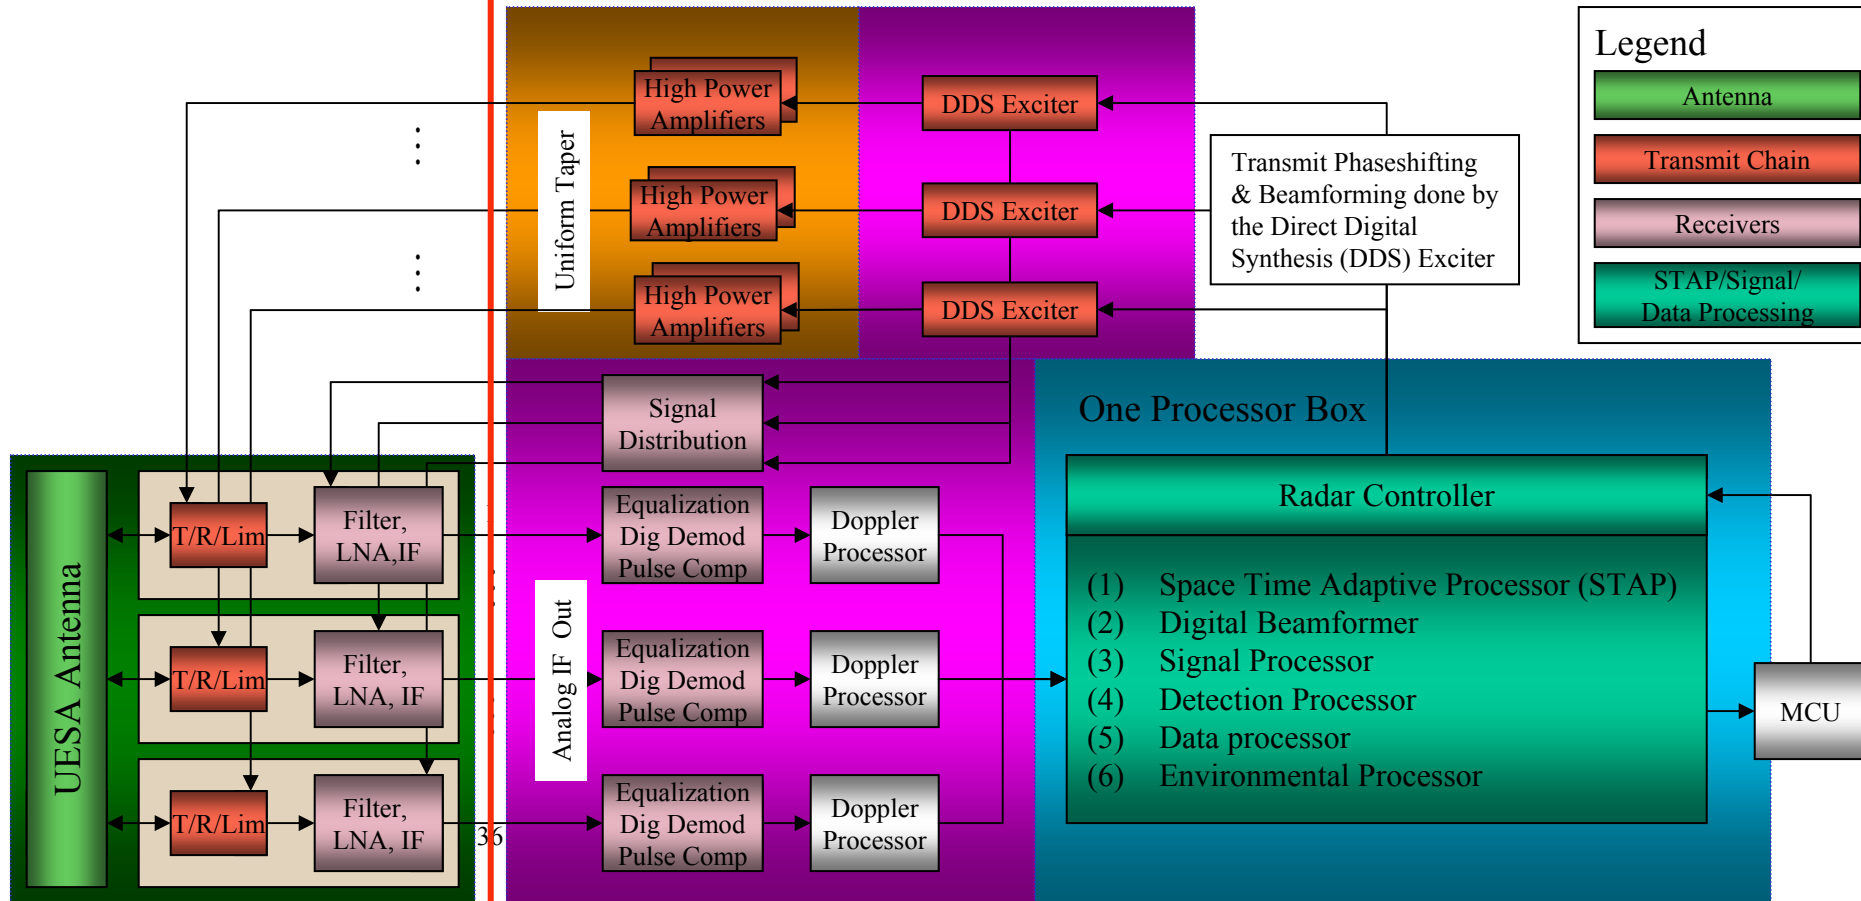 Legend
Antenna
Transmit Chain
Receivers
STAP/Signal/
Data Processing
High Power
Amplifiers
High Power
Amplifiers
High Power
Amplifiers
Uniform Taper
DDS Exciter
DDS Exciter
DDS Exciter
Transmit Phaseshifting
& Beamforming done by
the Direct Digital
Synthesis (DDS) Exciter
Signal
Distribution
One Processor Box
Radar Controller
(1) Space Time Adaptive Processor (STAP)
(2) Digital Beamformer
(3) Signal Processor
(4) Detection Processor
(5) Data processor
(6) Environmental Processor
MCU
UESA Antenna
T/R/Lim
Filter,
LNA,IF
T/R/Lim
Filter,
LNA, IF
T/R/Lim
Filter,
LNA, IF
36
Analog IF Out
Equalization
Dig Demod
Pulse Comp
Doppler
Processor
Equalization
Dig Demod
Pulse Comp
Doppler
Processor
Equalization
Dig Demod
Pulse Comp
Doppler
Processor